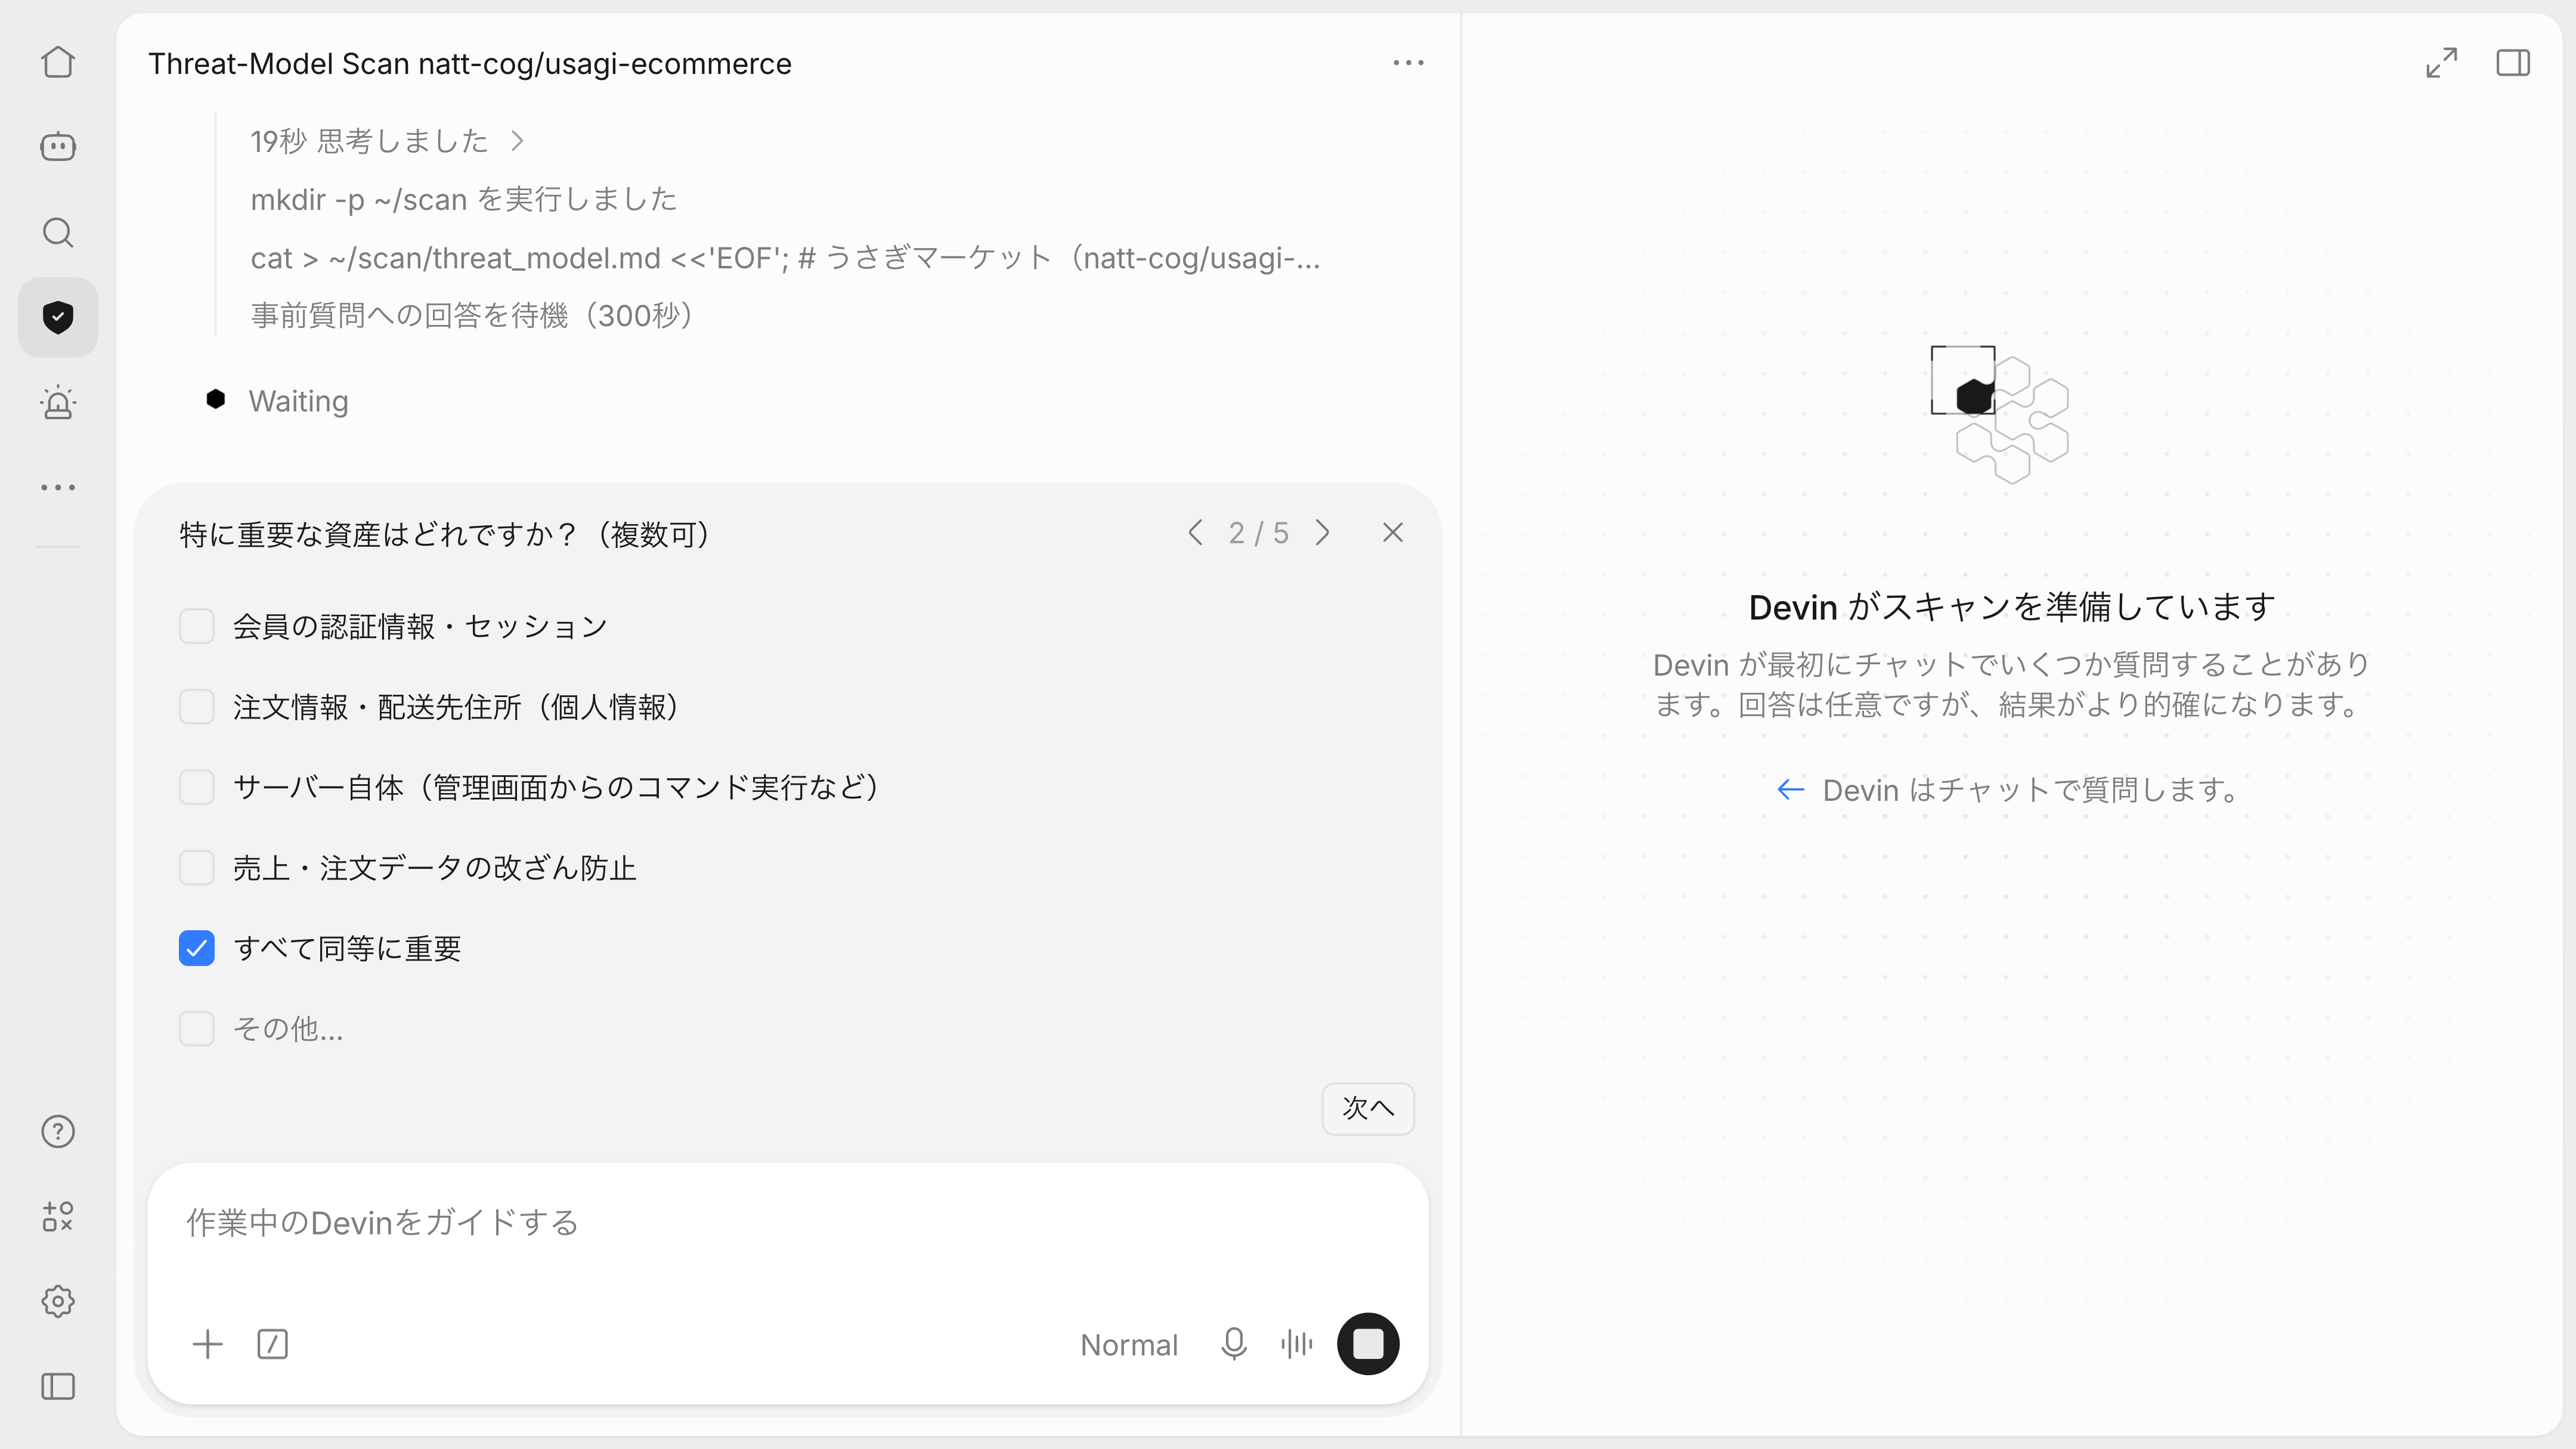 Threat-Model Scan natt-cog/usagi-ecommerce
19秒 思考しました
mkdir -p ~/scan を実行しました
cat > ~/scan/threat_model.md <<'EOF'; # うさぎマーケット（natt-cog/usagi-...
事前質問への回答を待機（300秒）
Waiting
特に重要な資産はどれですか？（複数可）
2 / 5
会員の認証情報・セッション
注文情報・配送先住所（個人情報）
サーバー自体（管理画面からのコマンド実行など）
売上・注文データの改ざん防止
すべて同等に重要
その他...
次へ
作業中のDevinをガイドする
Normal
Devin がスキャンを準備しています
Devin が最初にチャットでいくつか質問することがあり
ます。回答は任意ですが、結果がより的確になります。
← Devin はチャットで質問します。